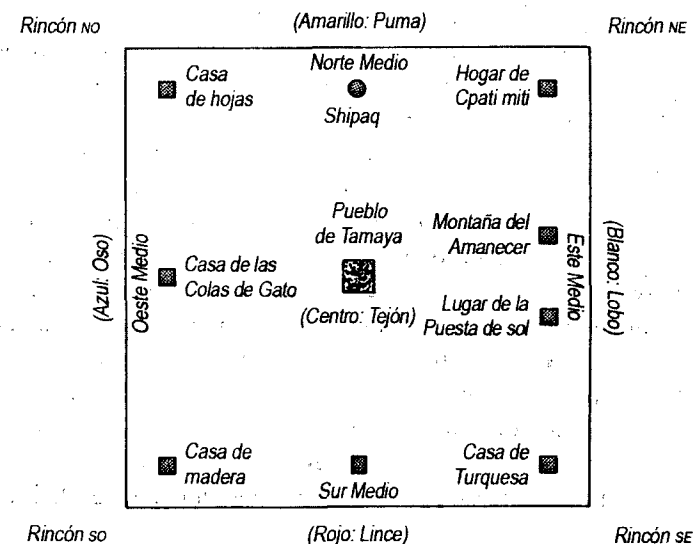 Rincón NO
(Amarillo: Puma)
Rincón NE
Casa
de hojas
Norte Medio
Shipaq
Hogar de
Cpati miti
(Azul: Oso)
Oeste Medio
Casa de las
Colas de Gato
Pueblo
de Tamaya
(Centro: Tejón)
Montaña del
Amanecer
Lugar de la
Puesta de sol
Este Medio
(Blanco: Lobo)
Casa de
madera
Sur Medio
Casa de
Turquesa
Rincón SO
(Rojo: Lince)
Rincón SE